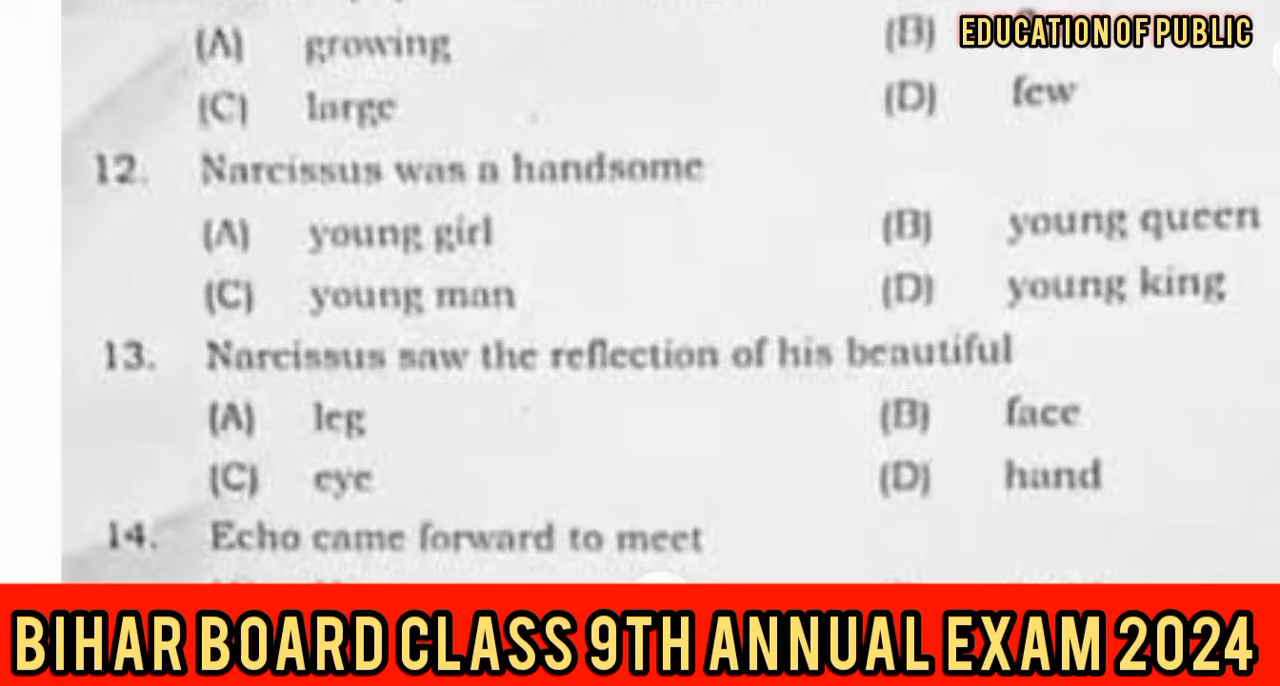 (A) growing (B)
EDUCATION OF PUBLIC
(C) large (D) few
12. Narcissus was a handsome
(A) young girl (B) young queen
(C) young man (D) young king
13. Narcissus saw the reflection of his beautiful
(A) leg (B) face
(C) eye (D) hand
14. Echo came forward to meet
BIHAR BOARD CLASS 9TH ANNUAL EXAM 2024